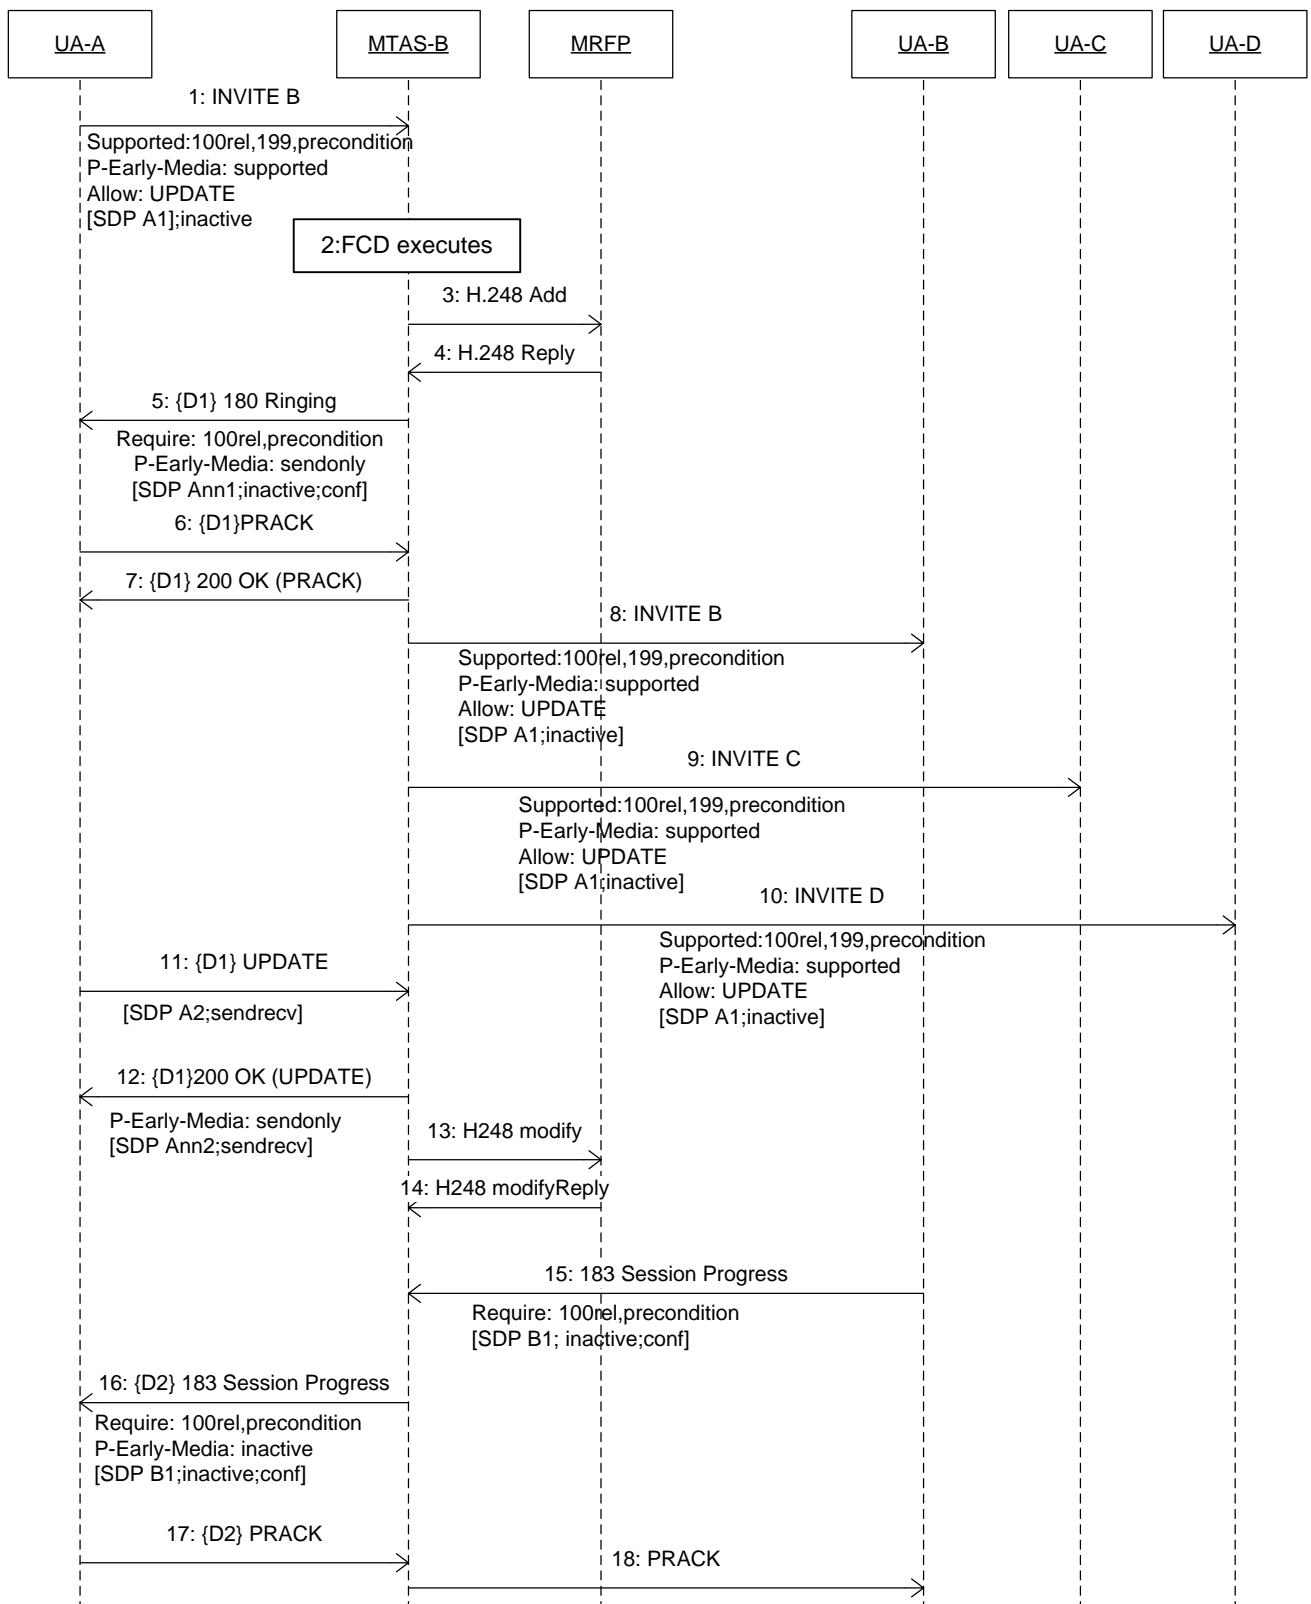 UA-A
MTAS-B
MRFP
UA-B
UA-C
UA-D
1: INVITE B
Supported:100rel,199,precondition
P-Early-Media: supported
Allow: UPDATE
[SDP A1];inactive
2:FCD executes
3: H.248 Add
4: H.248 Reply
5: {D1} 180 Ringing
Require: 100rel,precondition
P-Early-Media: sendonly
[SDP Ann1;inactive;conf]
6: {D1}PRACK
7: {D1} 200 OK (PRACK)
8: INVITE B
Supported:100rel,199,precondition
P-Early-Media: supported
Allow: UPDATE
[SDP A1;inactive]
9: INVITE C
Supported:100rel,199,precondition
P-Early-Media: supported
Allow: UPDATE
[SDP A1;inactive]
10: INVITE D
Supported:100rel,199,precondition
P-Early-Media: supported
Allow: UPDATE
[SDP A1;inactive]
11: {D1} UPDATE
[SDP A2;sendrecv]
12: {D1}200 OK (UPDATE)
P-Early-Media: sendonly
[SDP Ann2;sendrecv]
13: H248 modify
14: H248 modifyReply
15: 183 Session Progress
Require: 100rel,precondition
[SDP B1; inactive;conf]
16: {D2} 183 Session Progress
Require: 100rel,precondition
P-Early-Media: inactive
[SDP B1;inactive;conf]
17: {D2} PRACK
18: PRACK